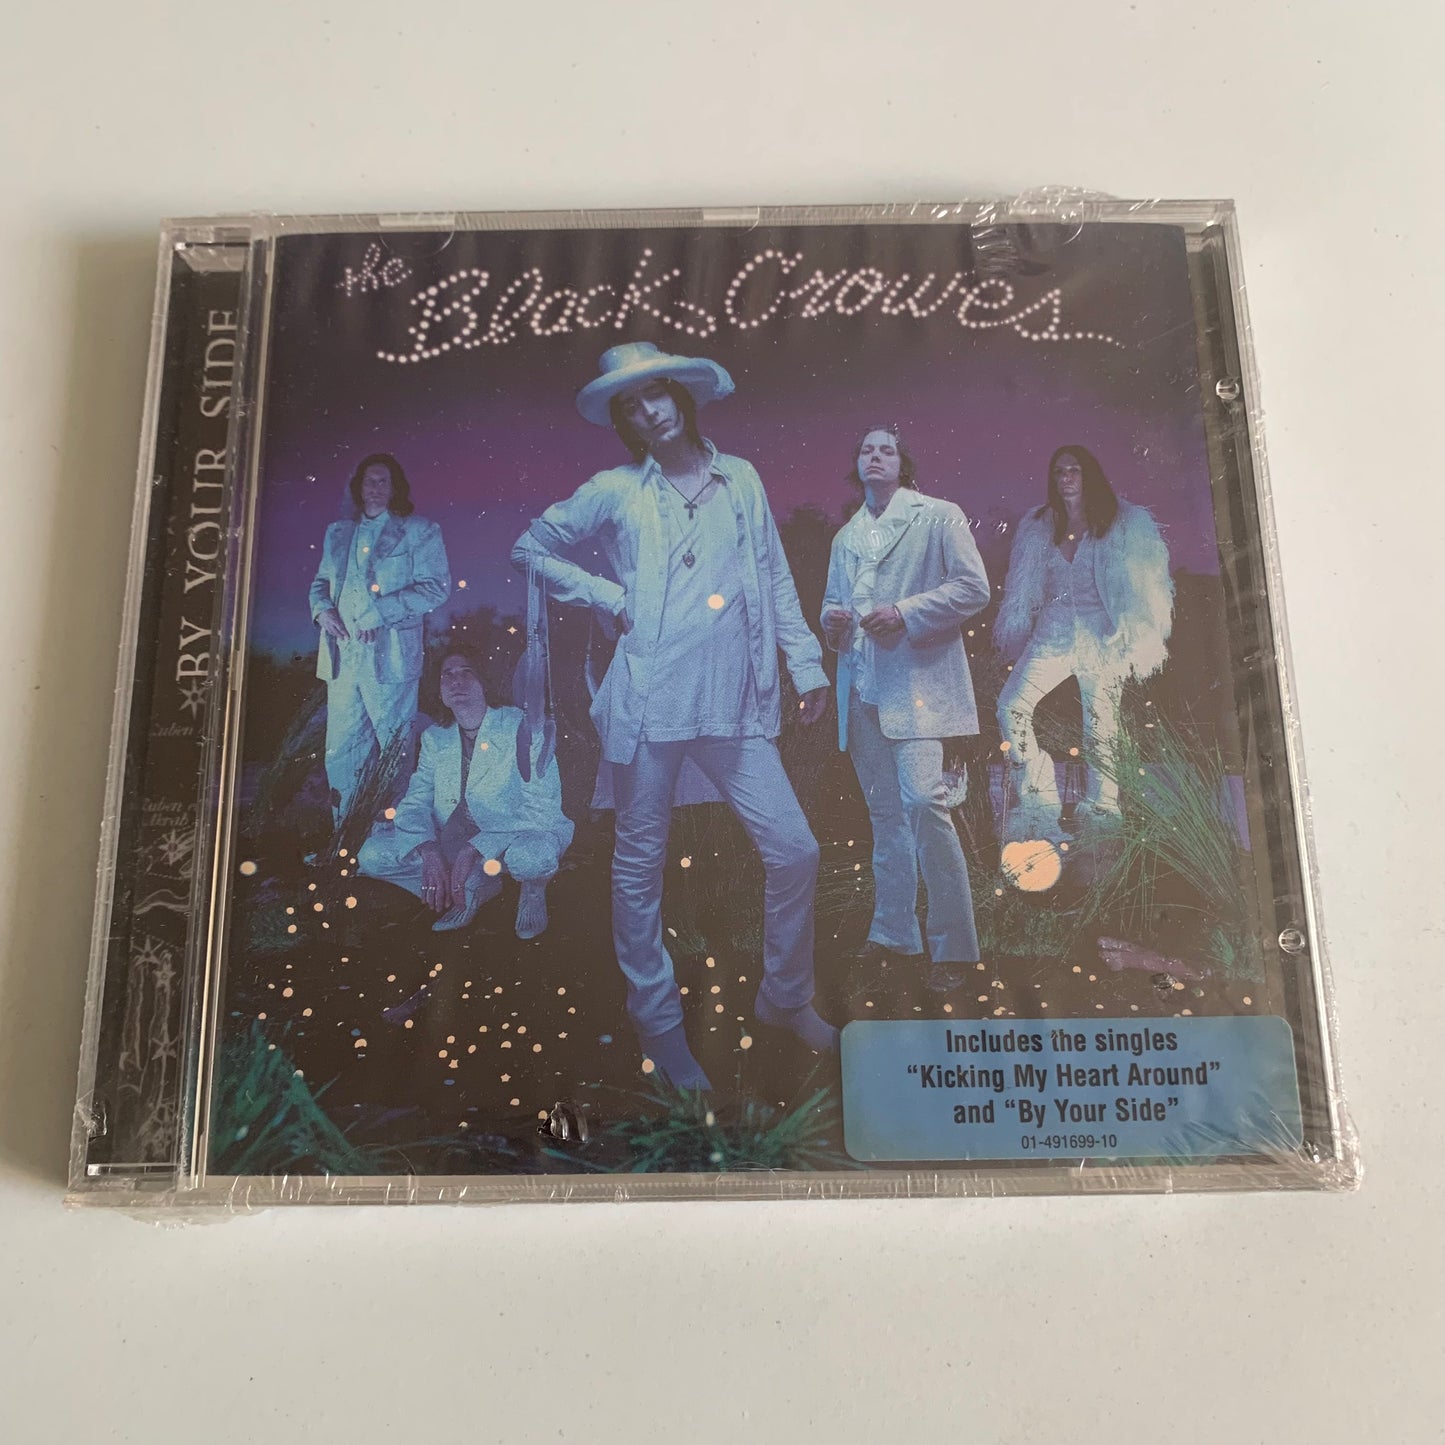 the Black Crowes
BY YOUR SIDE
Includes the singles
“Kicking My Heart Around”
and “By Your Side”
01-491699-10